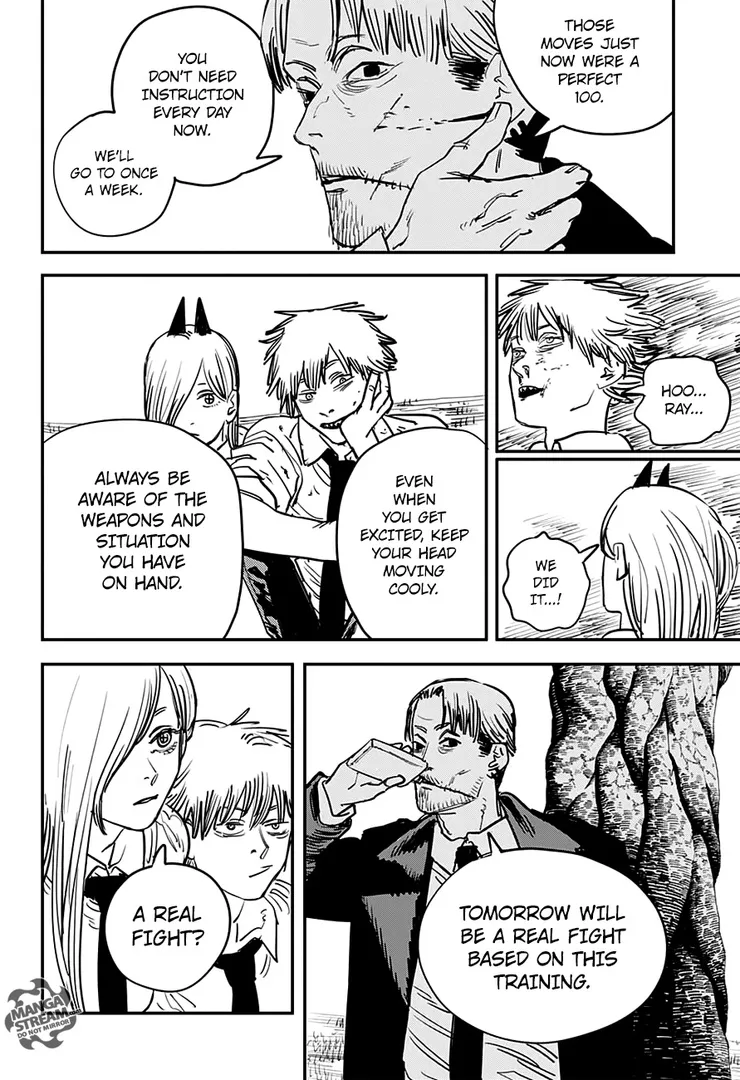 THOSE
MOVES JUST
NOW WERE A
PERFECT
100.
YOU
DON'T NEED
INSTRUCTION
EVERY DAY
NOW.
WE'LL
GO TO ONCE
A WEEK.
HOO...
RAY...
WE
DID
IT...!
EVEN
WHEN
YOU GET
EXCITED, KEEP
YOUR HEAD
MOVING
COOLY.
ALWAYS BE
AWARE OF THE
WEAPONS AND
SITUATION
YOU HAVE
ON HAND.
TOMORROW WILL
BE A REAL FIGHT
BASED ON THIS
TRAINING.
A REAL
FIGHT?
MANGA
STREAM.com
DO NOT MIRROR